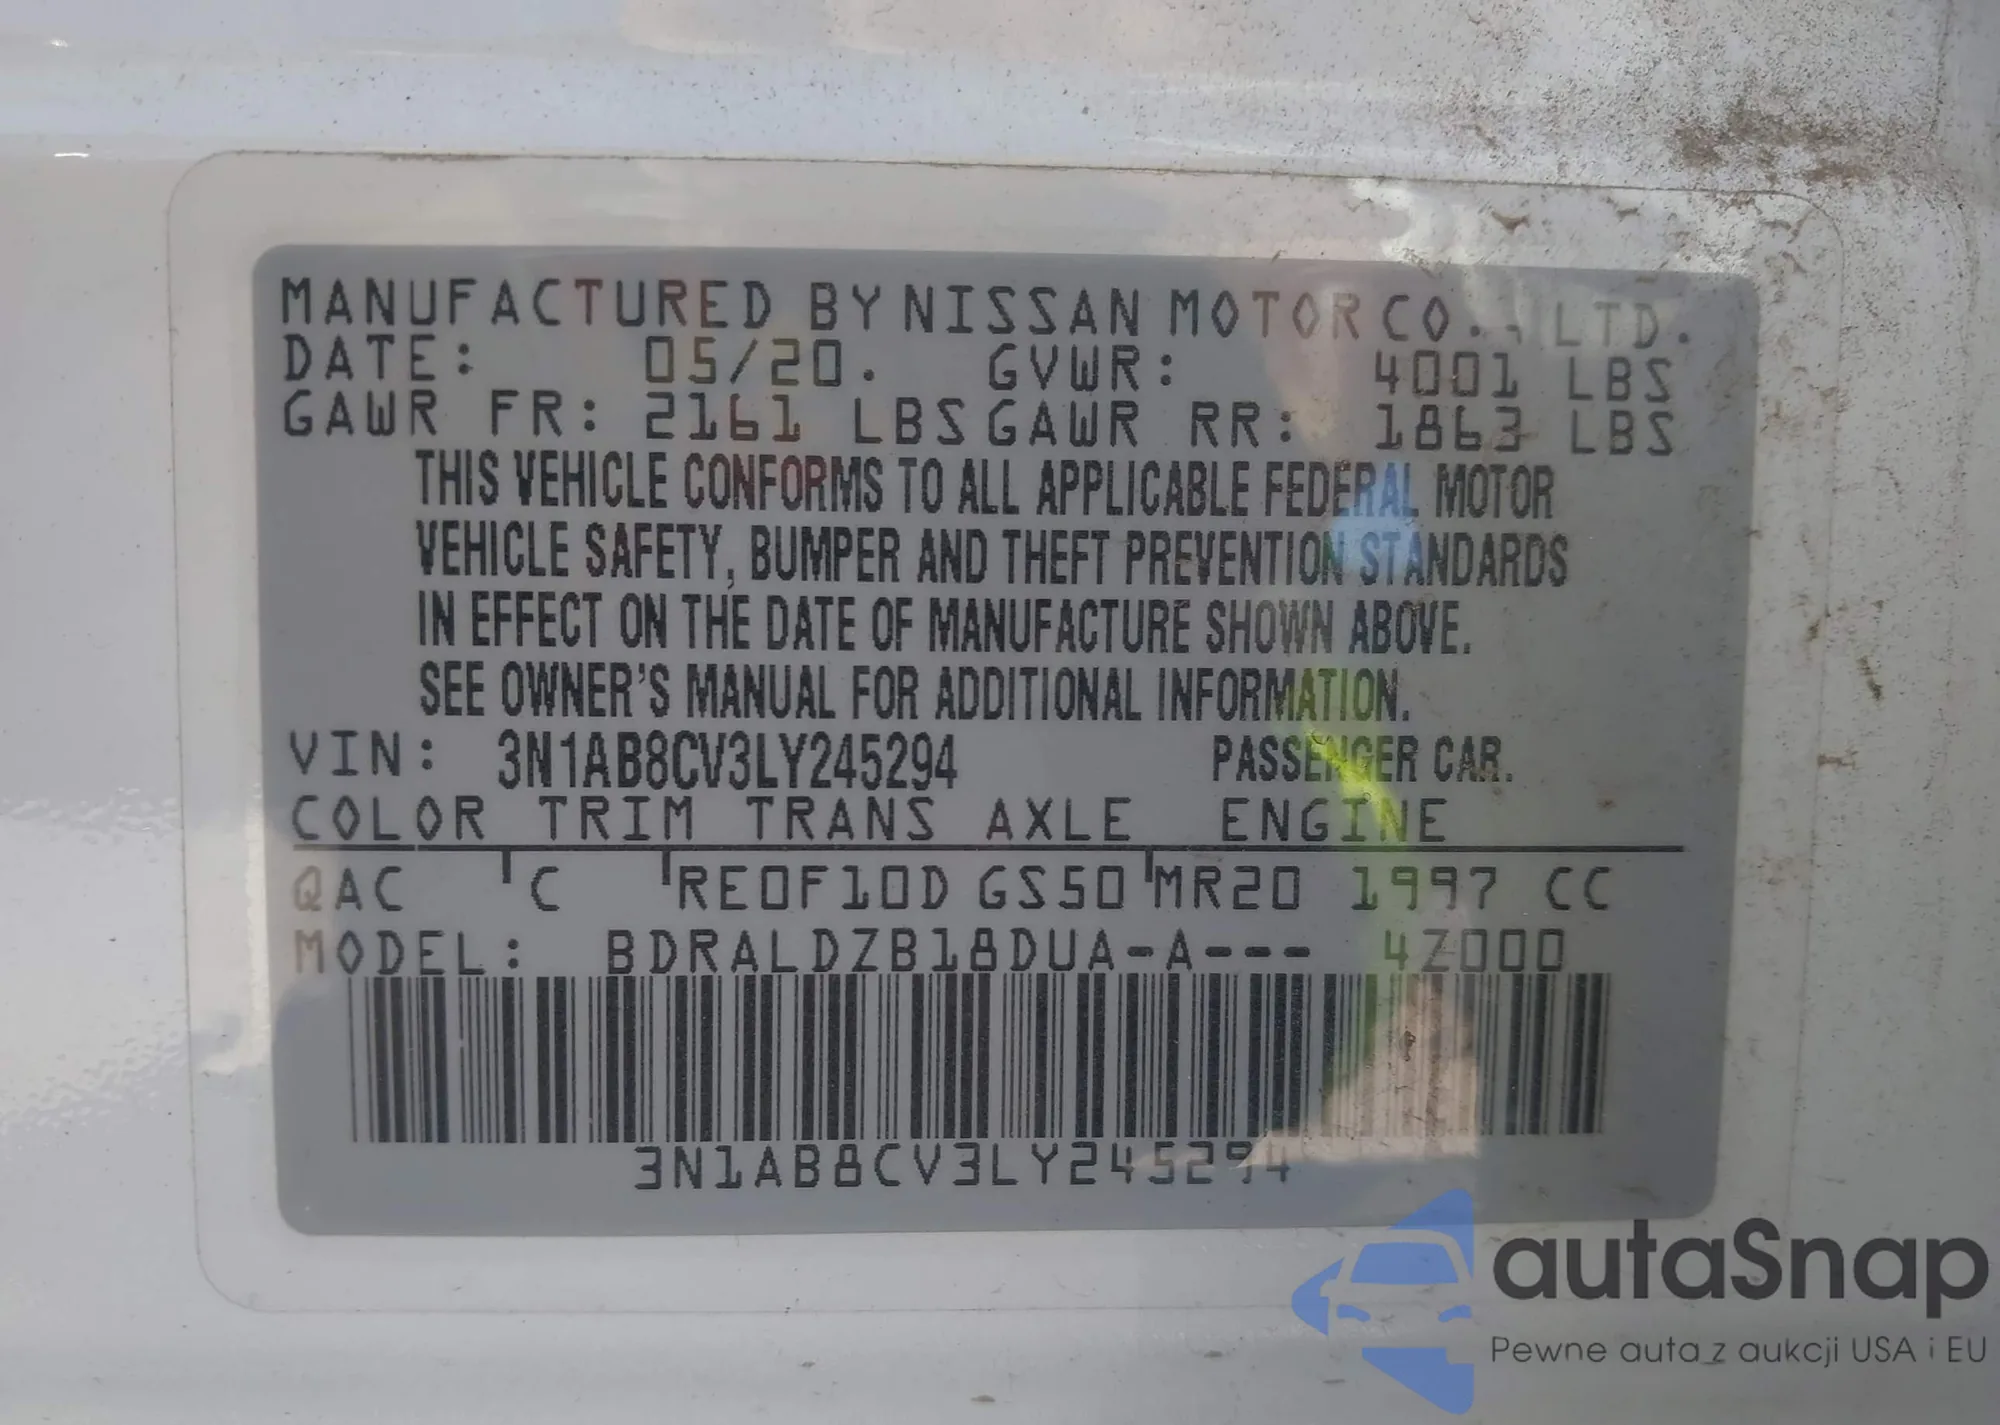 MANUFACTURED BY NISSAN MOTOR CO., LTD.
DATE: 05/20. GVWR: 4001 LBS
GAWR FR: 2161 LBS GAWR RR: 1863 LBS
THIS VEHICLE CONFORMS TO ALL APPLICABLE FEDERAL MOTOR
VEHICLE SAFETY, BUMPER AND THEFT PREVENTION STANDARDS
IN EFFECT ON THE DATE OF MANUFACTURE SHOWN ABOVE.
SEE OWNER'S MANUAL FOR ADDITIONAL INFORMATION.
VIN: 3N1AB8CV3LY245294 PASSENGER CAR.
COLOR TRIM TRANS AXLE ENGINE
QAC C RE0F10D GS50 MR20 1997 CC
MODEL: BDRALDZB18DUA-A--- 4Z000
3N1AB8CV3LY245294
autaSnap
Pewne auta z aukcji USA i EU